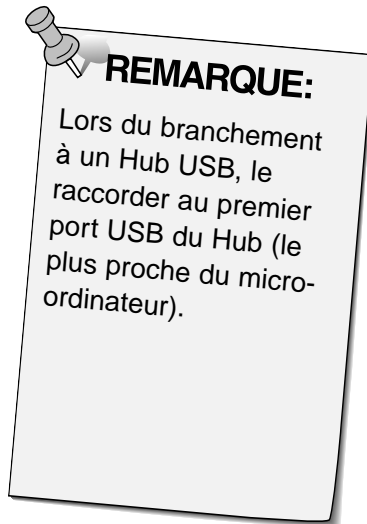 REMARQUE:
Lors du branchement
à un Hub USB, le
raccorder au premier
port USB du Hub (le
plus proche du micro-
ordinateur).